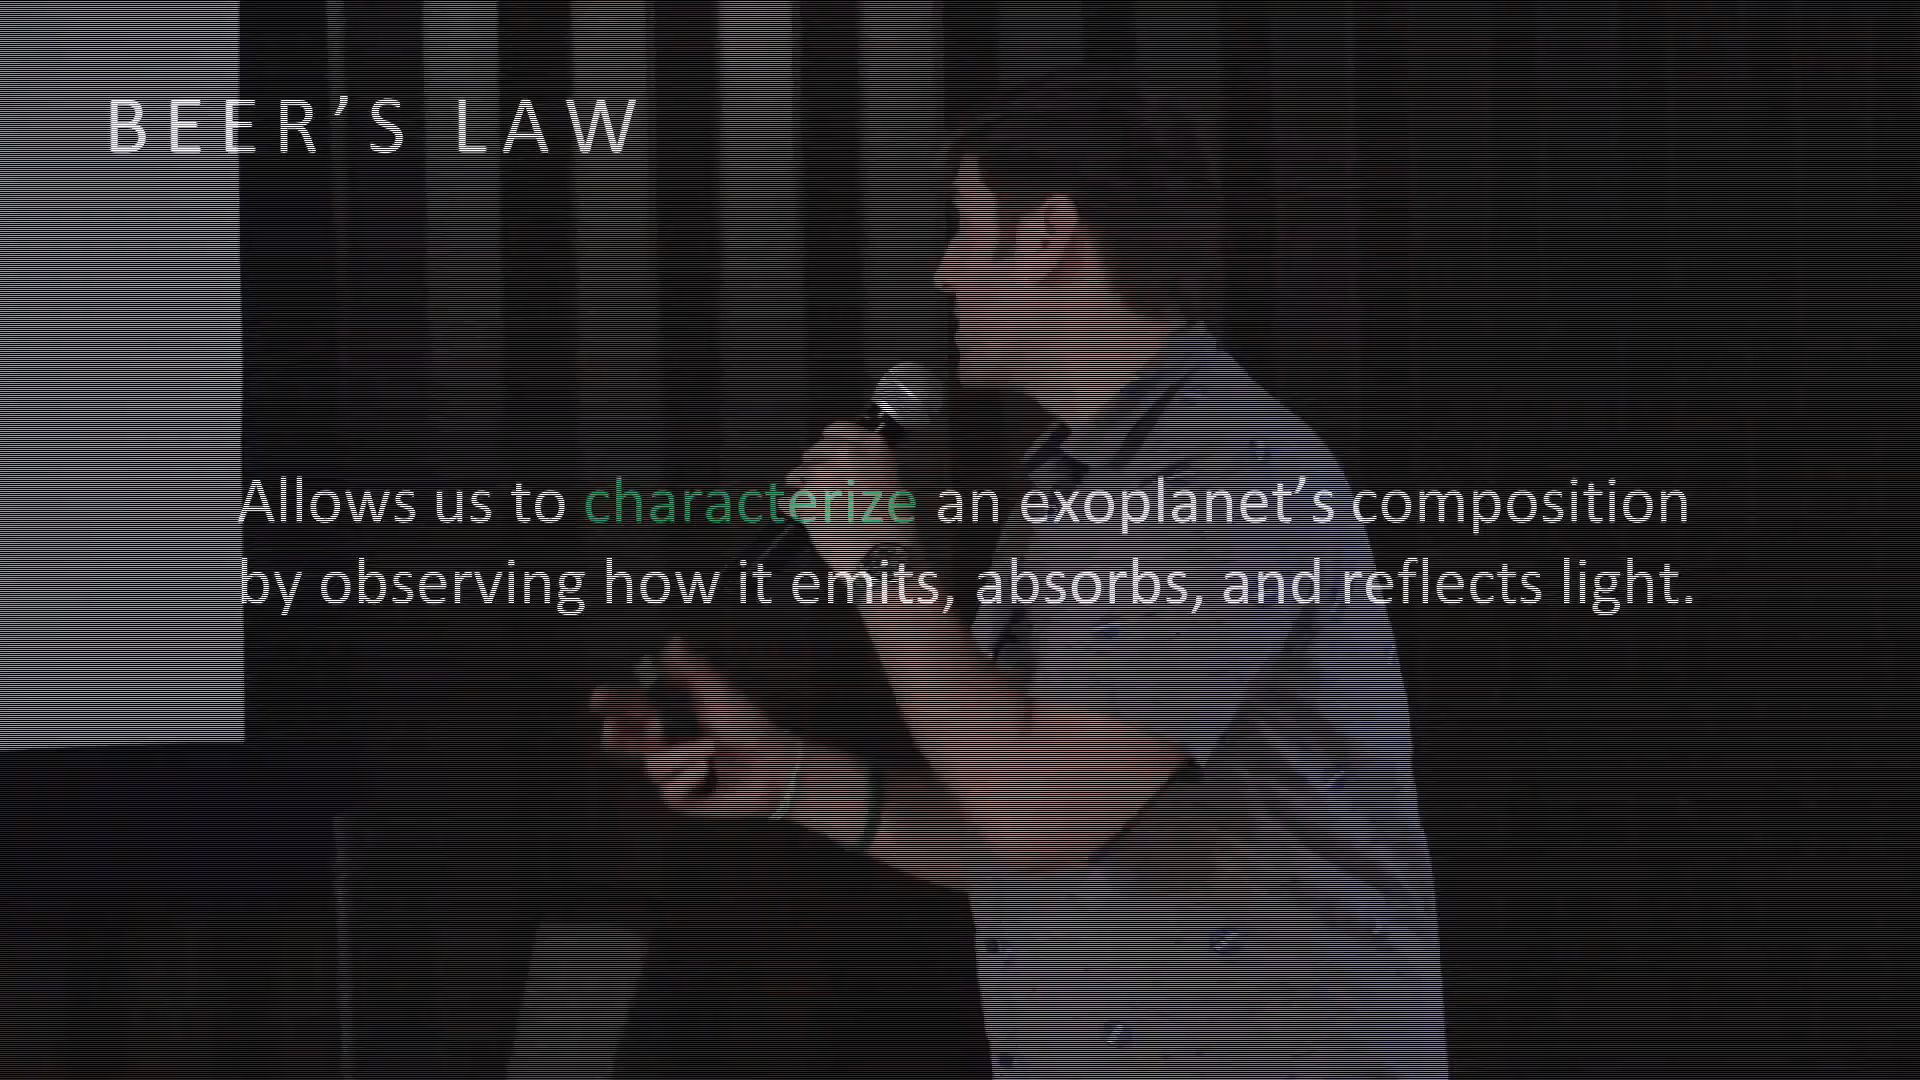 BEER’S LAW
Allows us to characterize an exoplanet’s composition
by observing how it emits, absorbs, and reflects light.